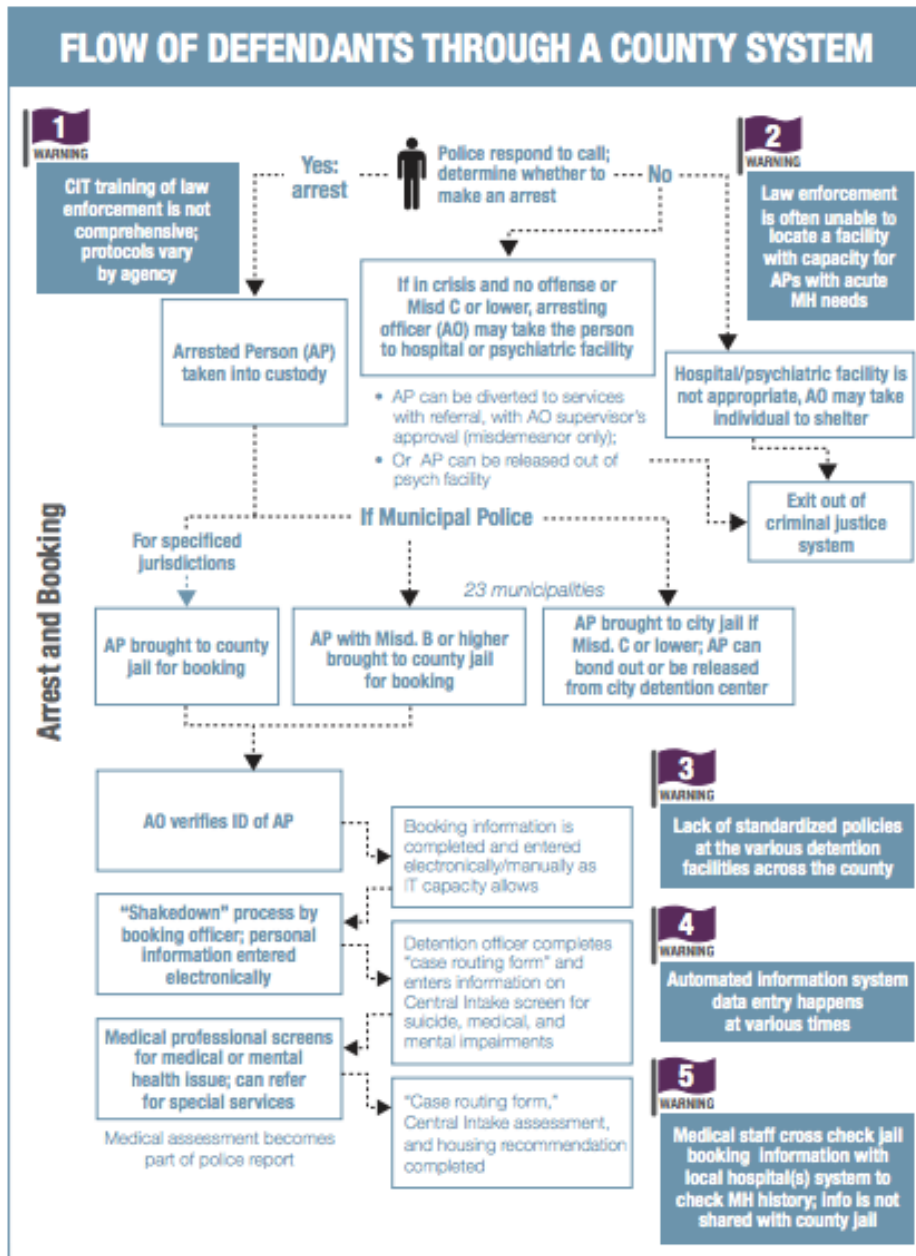 FLOW OF DEFENDANTS THROUGH A COUNTY SYSTEM
1
WARNING
CIT training of law
enforcement is not
comprehensive;
protocols vary
by agency
Yes:
arrest
Police respond to call;
determine whether to
make an arrest
No
2
WARNING
Law enforcement
is often unable to
locate a facility
with capacity for
APs with acute
MH needs
Arrested Person (AP)
taken into custody
If in crisis and no offense or
Misd C or lower, arresting
officer (AO) may take the person
to hospital or psychiatric facility
• AP can be diverted to services
with referral, with AO supervisor's
approval (misdemeanor only);
• Or AP can be released out of
psych facility
Hospital/psychiatric facility is
not appropriate, AO may take
individual to shelter
Exit out of
criminal justice
system
Arrest and Booking
For specificed
jurisdictions
If Municipal Police
23 municipalities
AP brought to county
jail for booking
AP with Misd. B or higher
brought to county jail
for booking
AP brought to city jail if
Misd. C or lower; AP can
bond out or be released
from city detention center
AO verifies ID of AP
Booking information is
completed and entered
electronically/manually as
IT capacity allows
"Shakedown" process by
booking officer; personal
information entered
electronically
Detention officer completes
"case routing form" and
enters information on
Central Intake screen for
suicide, medical, and
mental impairments
Medical professional screens
for medical or mental
health issue; can refer
for special services
Medical assessment becomes
part of police report
"Case routing form,"
Central Intake assessment,
and housing recommendation
completed
3
WARNING
Lack of standardized policies
at the various detention
facilities across the county
4
WARNING
Automated information system
data entry happens
at various times
5
WARNING
Medical staff cross check jail
booking information with
local hospital(s) system to
check MH history; info is not
shared with county jail